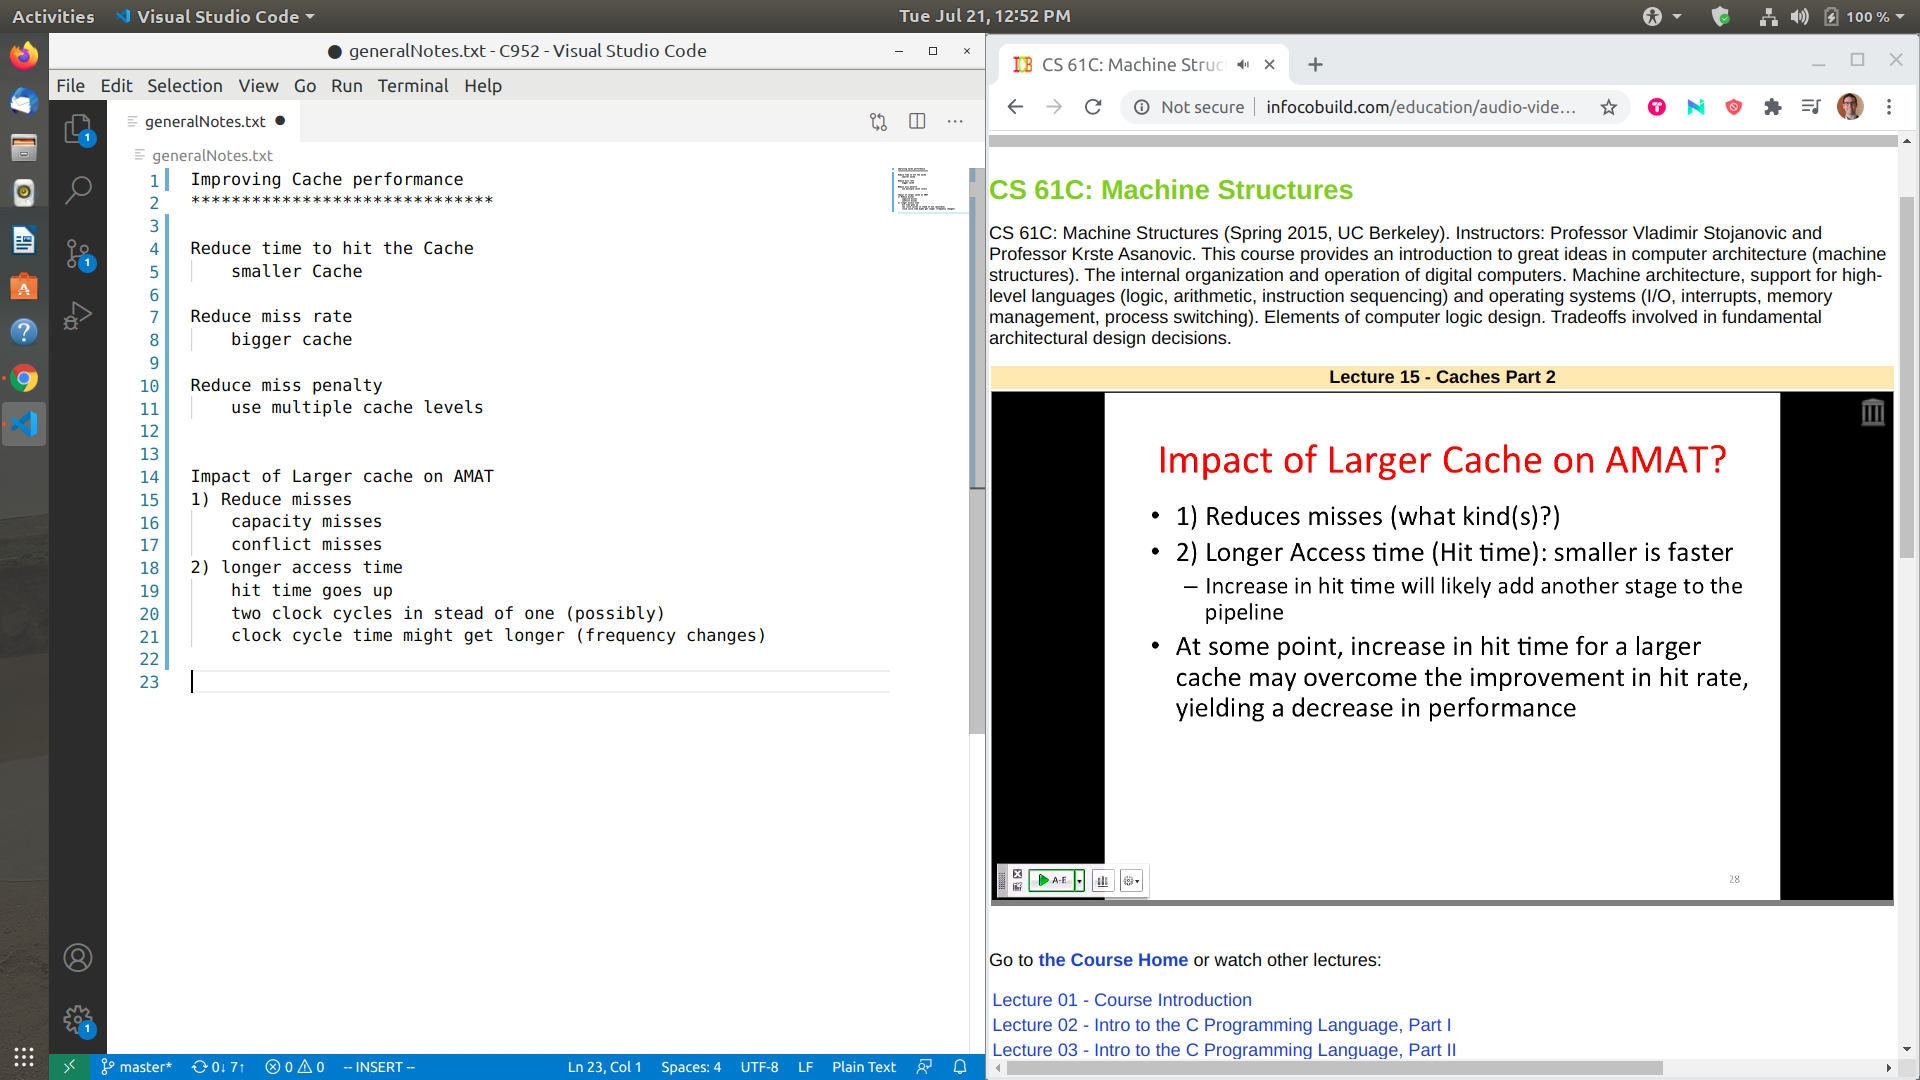 Activities
Visual Studio Code
Tue Jul 21, 12:52 PM
100 %
generalNotes.txt - C952 - Visual Studio Code
File Edit Selection View Go Run Terminal Help
generalNotes.txt
generalNotes.txt
1 Improving Cache performance
2 ******************************
3
4 Reduce time to hit the Cache
5 smaller Cache
6
7 Reduce miss rate
8 bigger cache
9
10 Reduce miss penalty
11 use multiple cache levels
12
13
14 Impact of Larger cache on AMAT
15 1) Reduce misses
16 capacity misses
17 conflict misses
18 2) longer access time
19 hit time goes up
20 two clock cycles in stead of one (possibly)
21 clock cycle time might get longer (frequency changes)
22
23
1
1
1
master* 0↓ 7↑ 0 0 -- INSERT -- Ln 23, Col 1 Spaces: 4 UTF-8 LF Plain Text
CS 61C: Machine Struc
Not secure infocobuild.com/education/audio-vide...
CS 61C: Machine Structures
CS 61C: Machine Structures (Spring 2015, UC Berkeley). Instructors: Professor Vladimir Stojanovic and
Professor Krste Asanovic. This course provides an introduction to great ideas in computer architecture (machine
structures). The internal organization and operation of digital computers. Machine architecture, support for high-
level languages (logic, arithmetic, instruction sequencing) and operating systems (I/O, interrupts, memory
management, process switching). Elements of computer logic design. Tradeoffs involved in fundamental
architectural design decisions.
Lecture 15 - Caches Part 2
Impact of Larger Cache on AMAT?
• 1) Reduces misses (what kind(s)?)
• 2) Longer Access time (Hit time): smaller is faster
– Increase in hit time will likely add another stage to the
pipeline
• At some point, increase in hit time for a larger
cache may overcome the improvement in hit rate,
yielding a decrease in performance
A-E
28
Go to the Course Home or watch other lectures:
Lecture 01 - Course Introduction
Lecture 02 - Intro to the C Programming Language, Part I
Lecture 03 - Intro to the C Programming Language, Part II